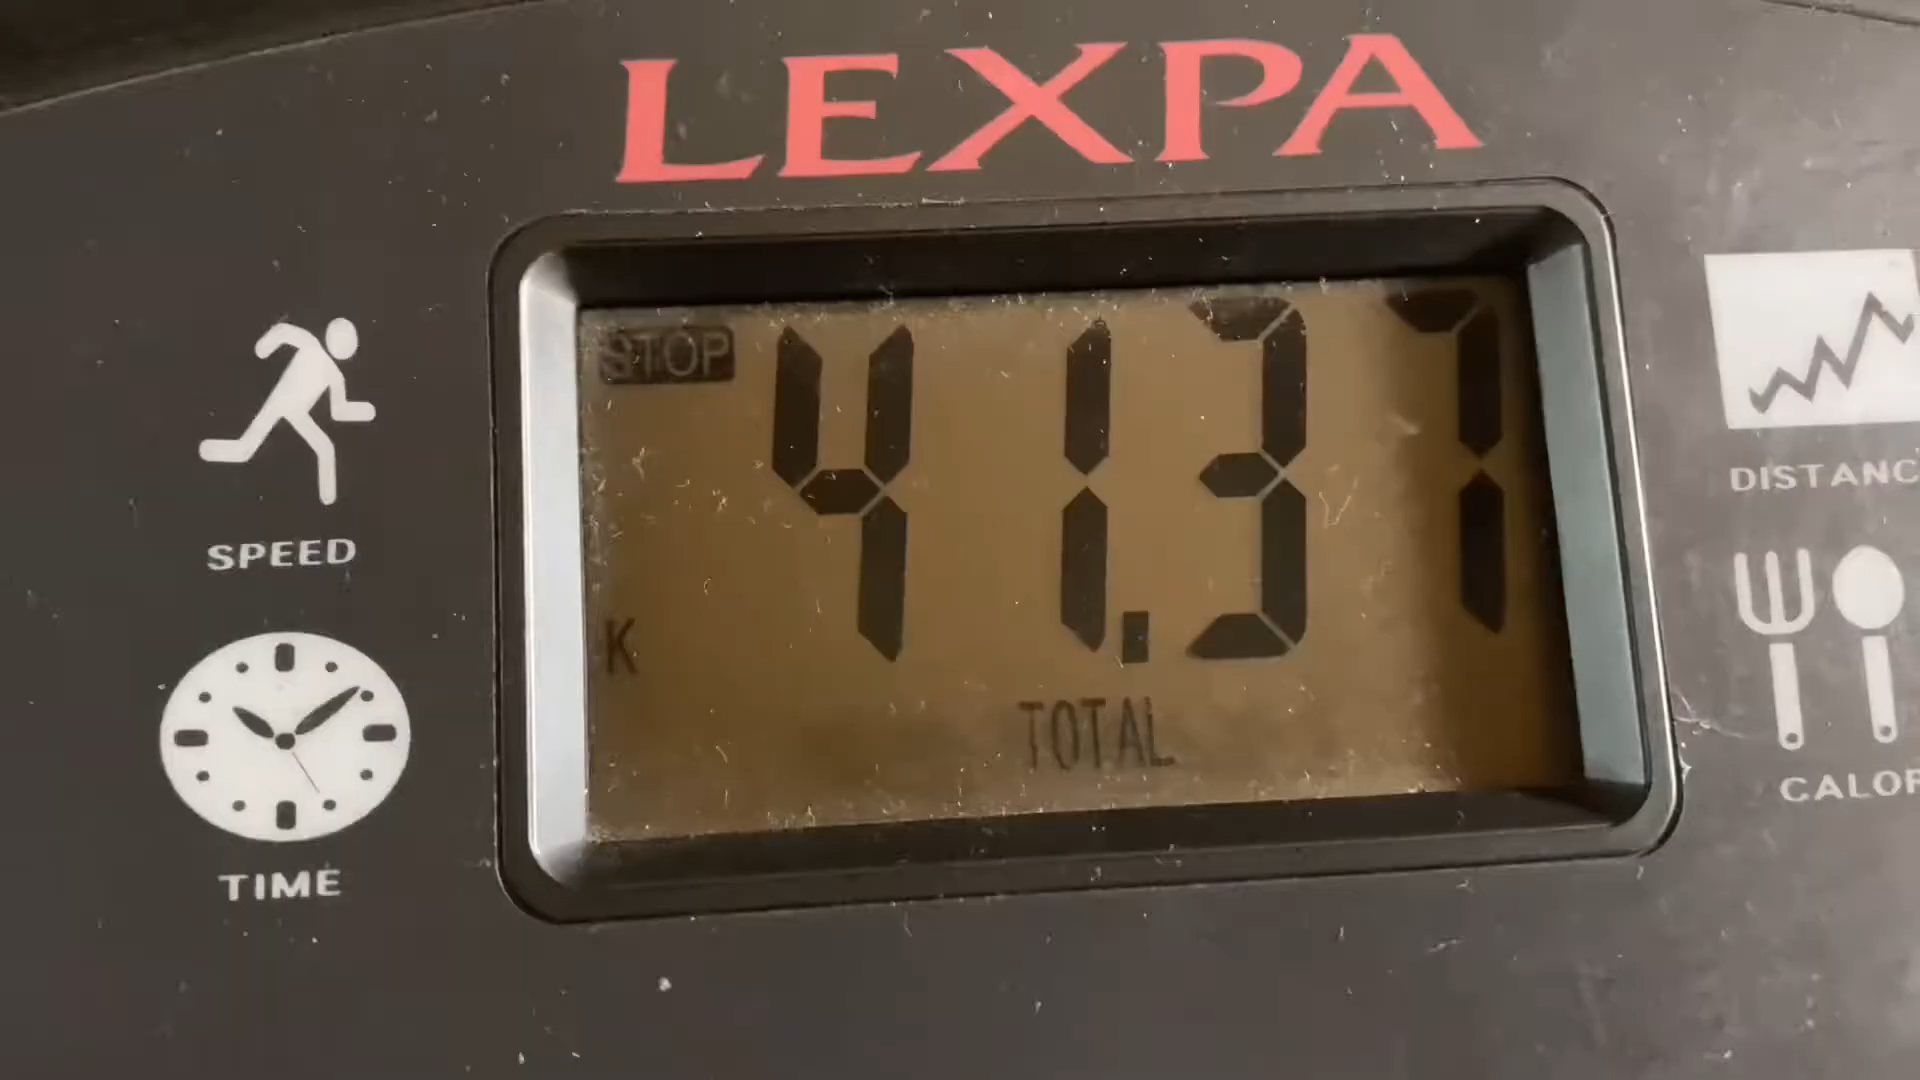 LEXPA
STOP
41.37
K
TOTAL
SPEED
TIME
DISTANC
CALOR